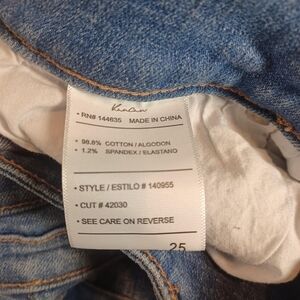 KanCan
• RN# 144635 MADE IN CHINA
• 98.8% COTTON / ALGODON
• 1.2% SPANDEX / ELASTANO
• STYLE / ESTILO # 140955
• CUT # 42030
• SEE CARE ON REVERSE
25